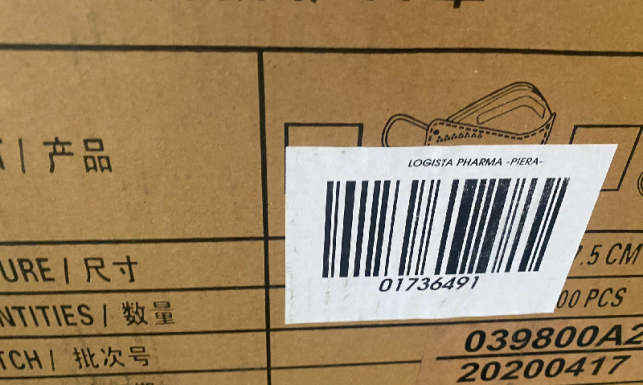 | 产品
LOGISTA PHARMA -PIERA-
01736491
URE | 尺寸
7.5 CM
NTITIES | 数量
00 PCS
TCH | 批次号
039800A2
20200417